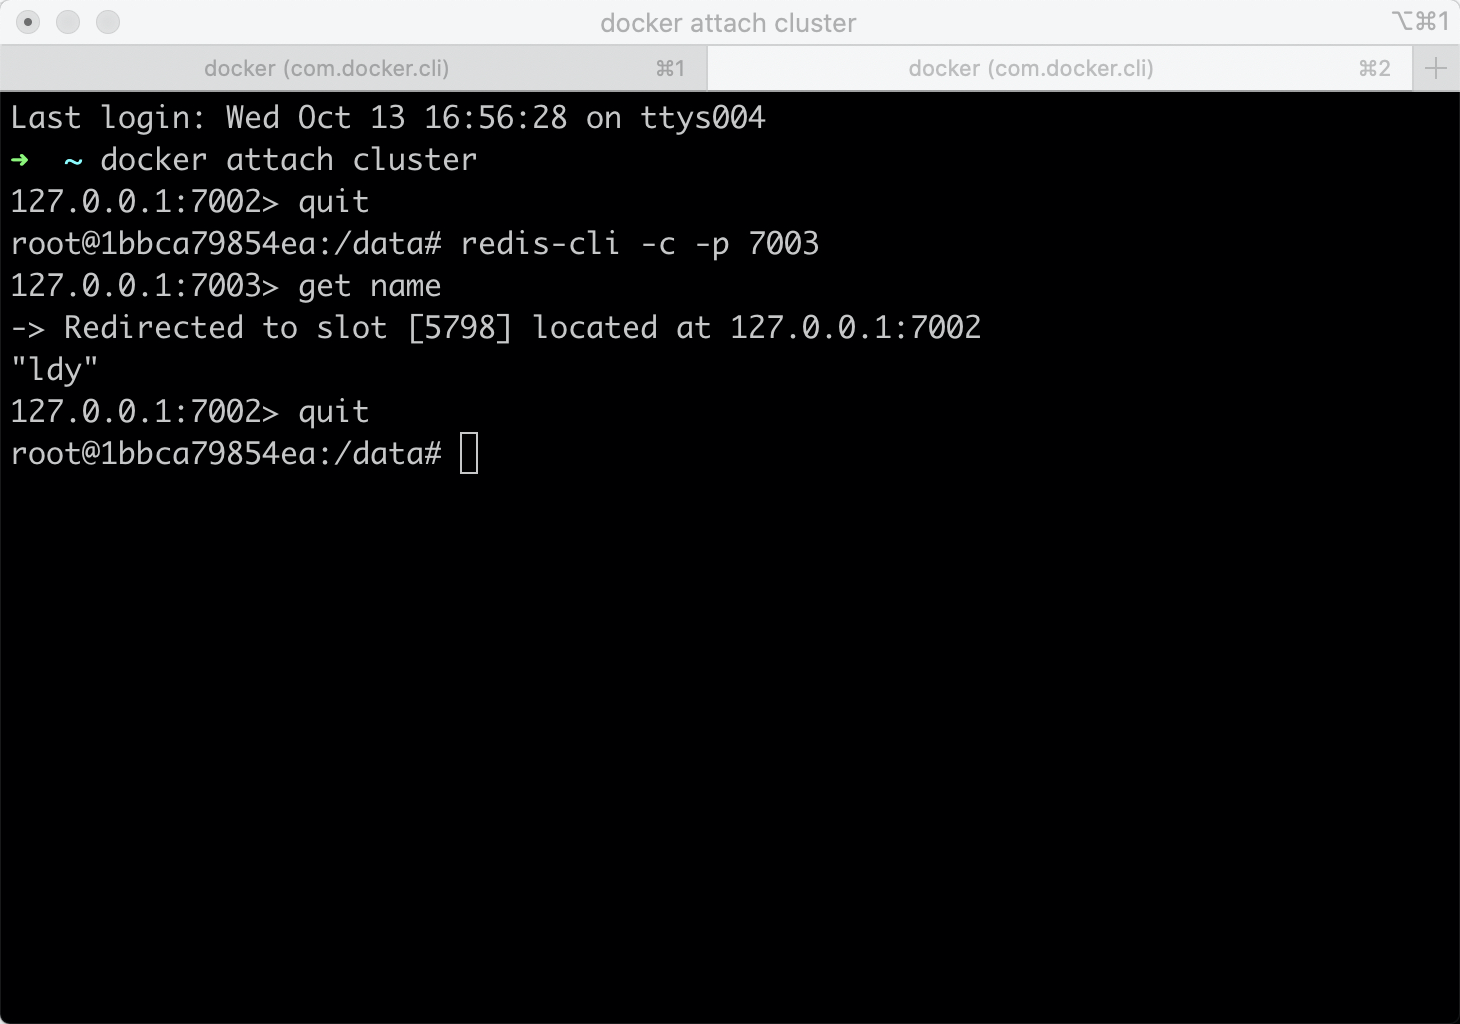 docker attach cluster
⌥⌘1
docker (com.docker.cli) ⌘1
docker (com.docker.cli) ⌘2
Last login: Wed Oct 13 16:56:28 on ttys004
➜  ~ docker attach cluster
127.0.0.1:7002> quit
root@1bbca79854ea:/data# redis-cli -c -p 7003
127.0.0.1:7003> get name
-> Redirected to slot [5798] located at 127.0.0.1:7002
"ldy"
127.0.0.1:7002> quit
root@1bbca79854ea:/data#